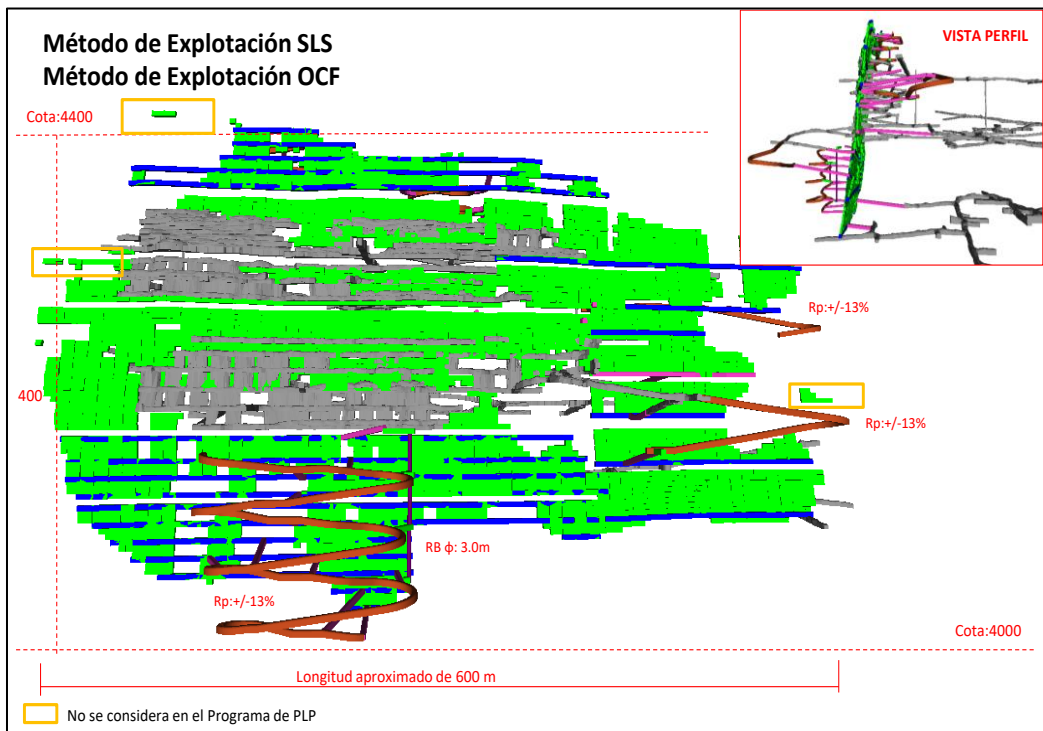 Método de Explotación SLS
Método de Explotación OCF
VISTA PERFIL
Cota:4400
Rp:+/-13%
400
Rp:+/-13%
RB ф: 3.0m
Rp:+/-13%
Cota:4000
Longitud aproximado de 600 m
No se considera en el Programa de PLP